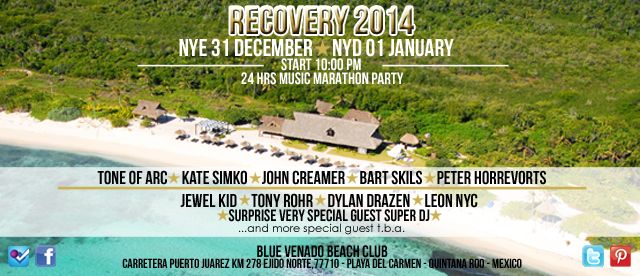 RECOVERY 2014
NYE 31 DECEMBER ★ NYD 01 JANUARY
START 10:00 PM
24 HRS MUSIC MARATHON PARTY
TONE OF ARC ★ KATE SIMKO ★ JOHN CREAMER ★ BART SKILS ★ PETER HORREVORTS
JEWEL KID ★ TONY ROHR ★ DYLAN DRAZEN ★ LEON NYC
★ SURPRISE VERY SPECIAL GUEST SUPER DJ ★
...and more special guest t.b.a.
BLUE VENADO BEACH CLUB
CARRETERA PUERTO JUAREZ KM 278 EJIDO NORTE,77710 - PLAYA DEL CARMEN - QUINTANA ROO - MEXICO